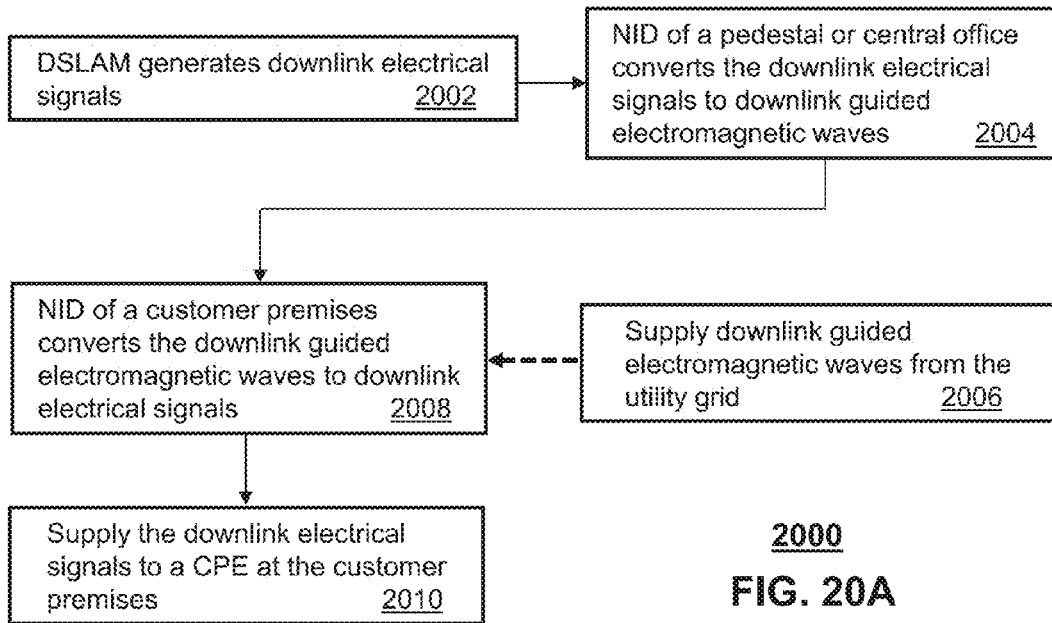 DSLAM generates downlink electrical
signals 2002
NID of a pedestal or central office
converts the downlink electrical
signals to downlink guided
electromagnetic waves 2004
NID of a customer premises
converts the downlink guided
electromagnetic waves to downlink
electrical signals 2008
Supply downlink guided
electromagnetic waves from the
utility grid 2006
Supply the downlink electrical
signals to a CPE at the customer
premises 2010
2000
FIG. 20A